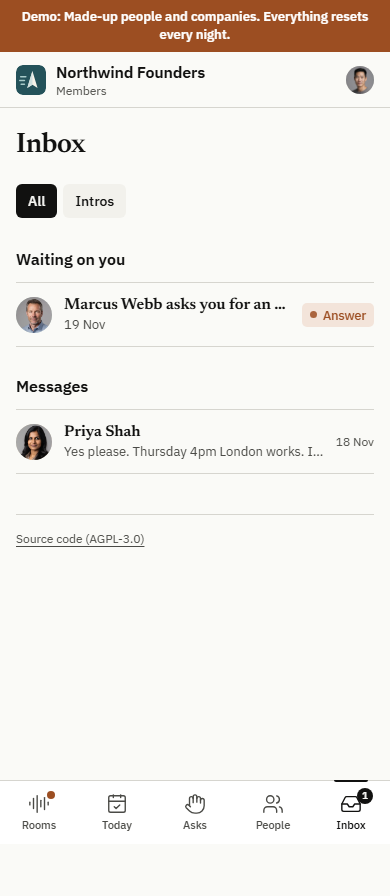 Demo: Made-up people and companies. Everything resets
every night.
Northwind Founders
Members
Inbox
All
Intros
Waiting on you
Marcus Webb asks you for an ...
19 Nov
Answer
Messages
Priya Shah
Yes please. Thursday 4pm London works. I...
18 Nov
Source code (AGPL-3.0)
1
Rooms
Today
Asks
People
Inbox